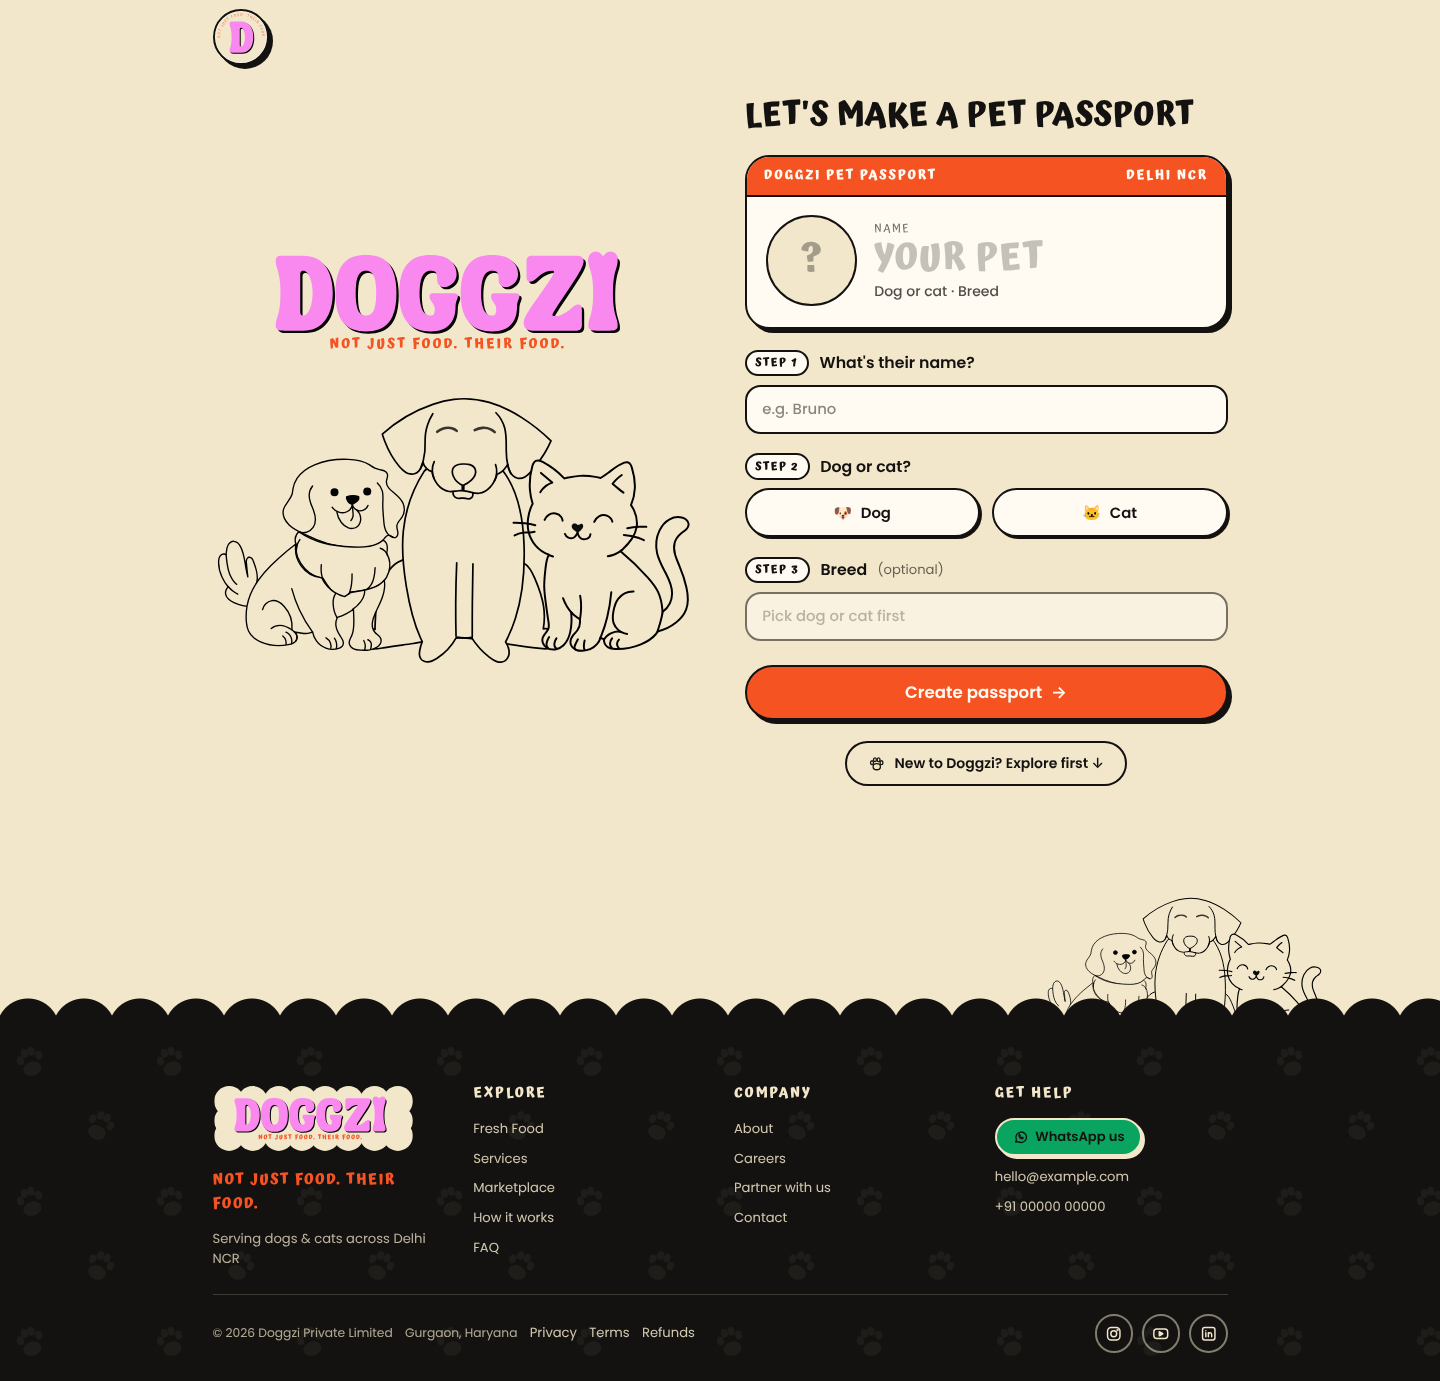 D
LET'S MAKE A PET PASSPORT
DOGGZI PET PASSPORT
DELHI NCR
?
NAME
YOUR PET
Dog or cat · Breed
DOGGZI
NOT JUST FOOD. THEIR FOOD.
STEP 1 What's their name?
e.g. Bruno
STEP 2 Dog or cat?
Dog
Cat
STEP 3 Breed (optional)
Pick dog or cat first
Create passport →
New to Doggzi? Explore first ↓
DOGGZI
NOT JUST FOOD. THEIR FOOD.
NOT JUST FOOD. THEIR
FOOD.
Serving dogs & cats across Delhi
NCR
EXPLORE
Fresh Food
Services
Marketplace
How it works
FAQ
COMPANY
About
Careers
Partner with us
Contact
GET HELP
WhatsApp us
hello@example.com
+91 00000 00000
© 2026 Doggzi Private Limited Gurgaon, Haryana Privacy Terms Refunds
in